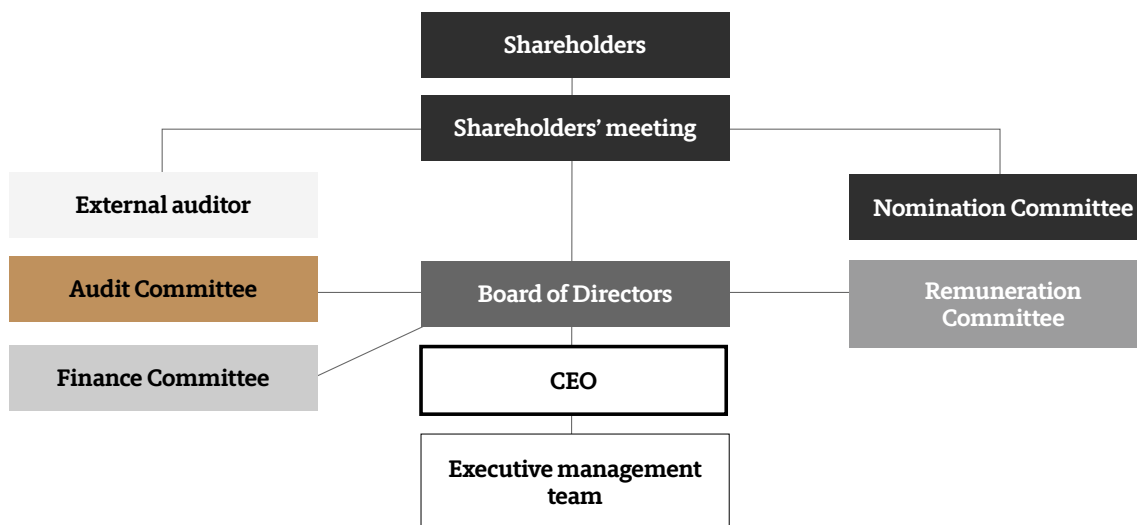 Shareholders
Shareholders’ meeting
External auditor
Nomination Committee
Audit Committee
Board of Directors
Remuneration
Committee
Finance Committee
CEO
Executive management
team